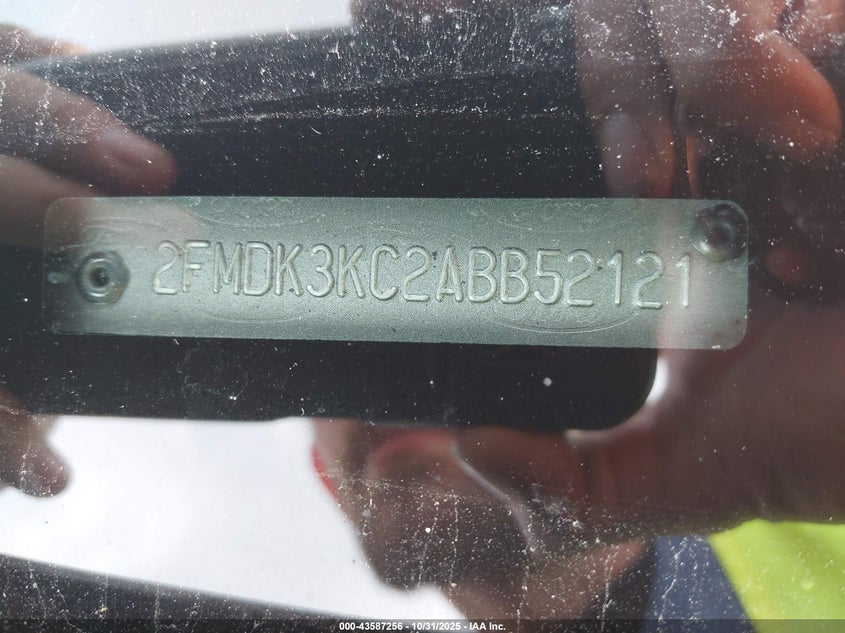 2FMDK3KC2ABB52121
000-43587256 - 10/31/2025 - IAA Inc.